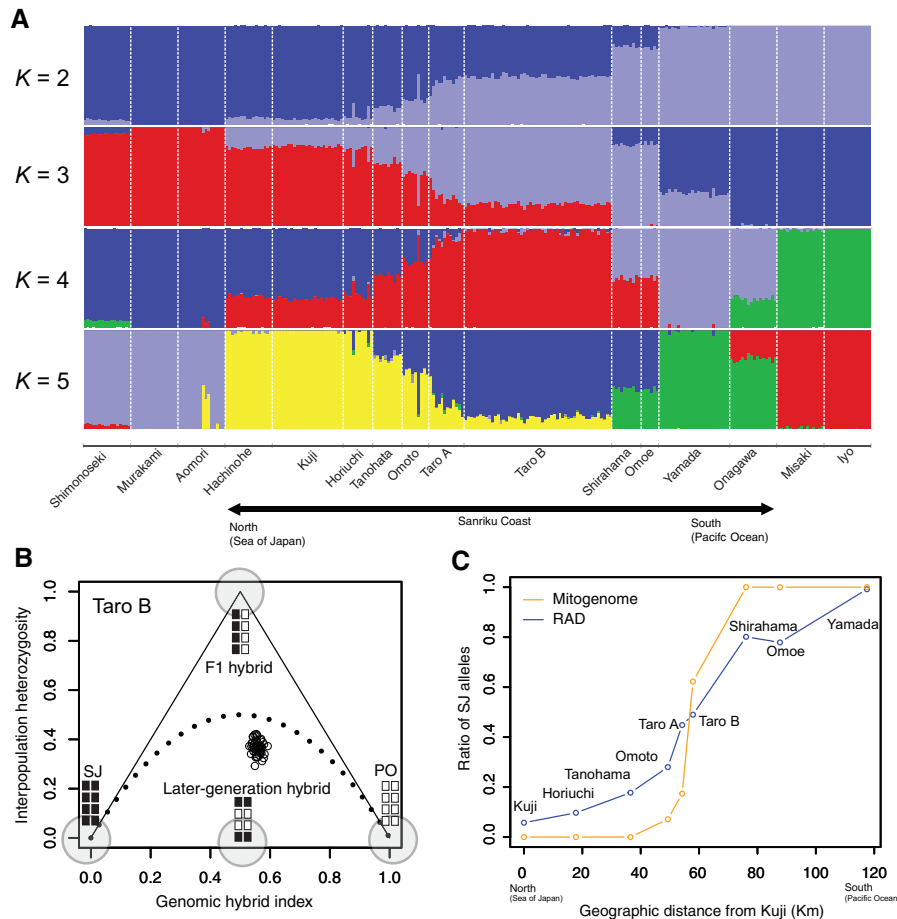 A
K = 2
K = 3
K = 4
K = 5
Shimonoseki
Murakami
Aomori
Hachinohe
Kuji
Horiuchi
Tanohata
Omoto
Taro A
Taro B
Shirahama
Omoe
Yamada
Onagawa
Misaki
Iyo
North
(Sea of Japan)
Sanriku Coast
South
(Pacifc Ocean)
B
Taro B
Interpopulation heterozygosity
0.0
0.2
0.4
0.6
0.8
1.0
F1 hybrid
SJ
PO
Later-generation hybrid
0.0
0.2
0.4
0.6
0.8
1.0
Genomic hybrid index
C
Mitogenome
RAD
Ratio of SJ alleles
0.0
0.2
0.4
0.6
0.8
1.0
Kuji
Horiuchi
Tanohama
Omoto
Taro A
Taro B
Shirahama
Omoe
Yamada
0
20
40
60
80
100
120
North
(Sea of Japan)
South
(Pacific Ocean)
Geographic distance from Kuji (Km)